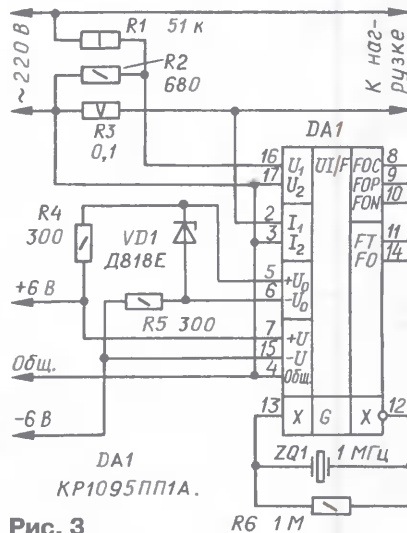 R1 51 к
R2
680
~220 В
К наг-
рузке
R3
0,1
DA1
16 U₁ UI/F FOC 8
17 U₂ FOP 9
FON 10
2 I₁
3 I₂ FT 11
FO 14
R4
300
VD1
Д818Е
5 +U₀
6 -U₀
+6 В
R5 300
7 +U
15 -U
4 Общ.
Общ.
13 X G X 12
-6 В
ZQ1 1 МГц
DA1
КР1095ПП1А.
Рис. 3
R6 1 М